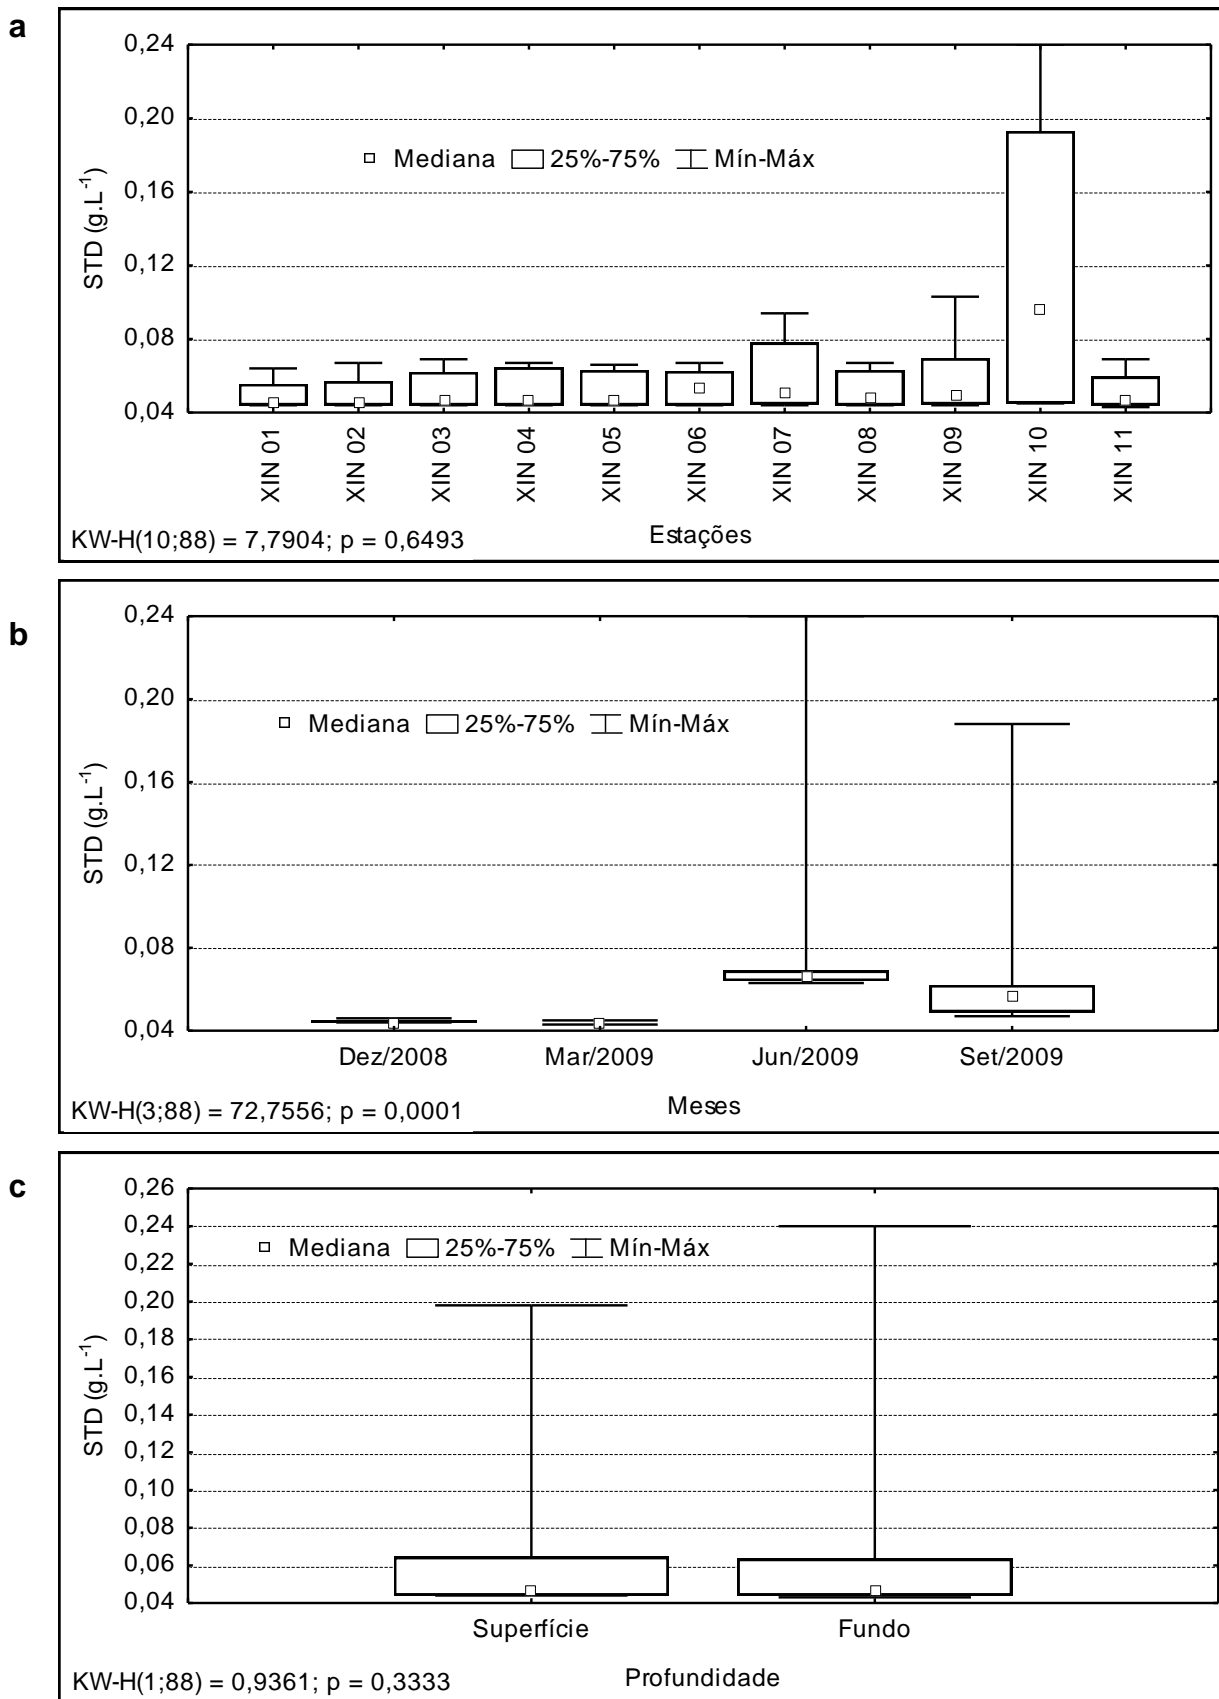 a
0,24
0,20
0,16
0,12
0,08
0,04
STD (g.L-1)
Mediana 25%-75% Mín-Máx
XIN 01 XIN 02 XIN 03 XIN 04 XIN 05 XIN 06 XIN 07 XIN 08 XIN 09 XIN 10 XIN 11
Estações
KW-H(10;88) = 7,7904; p = 0,6493
b
0,24
0,20
0,16
0,12
0,08
0,04
STD (g.L-1)
Mediana 25%-75% Mín-Máx
Dez/2008 Mar/2009 Jun/2009 Set/2009
Meses
KW-H(3;88) = 72,7556; p = 0,0001
c
0,26
0,24
0,22
0,20
0,18
0,16
0,14
0,12
0,10
0,08
0,06
0,04
STD (g.L-1)
Mediana 25%-75% Mín-Máx
Superfície Fundo
Profundidade
KW-H(1;88) = 0,9361; p = 0,3333